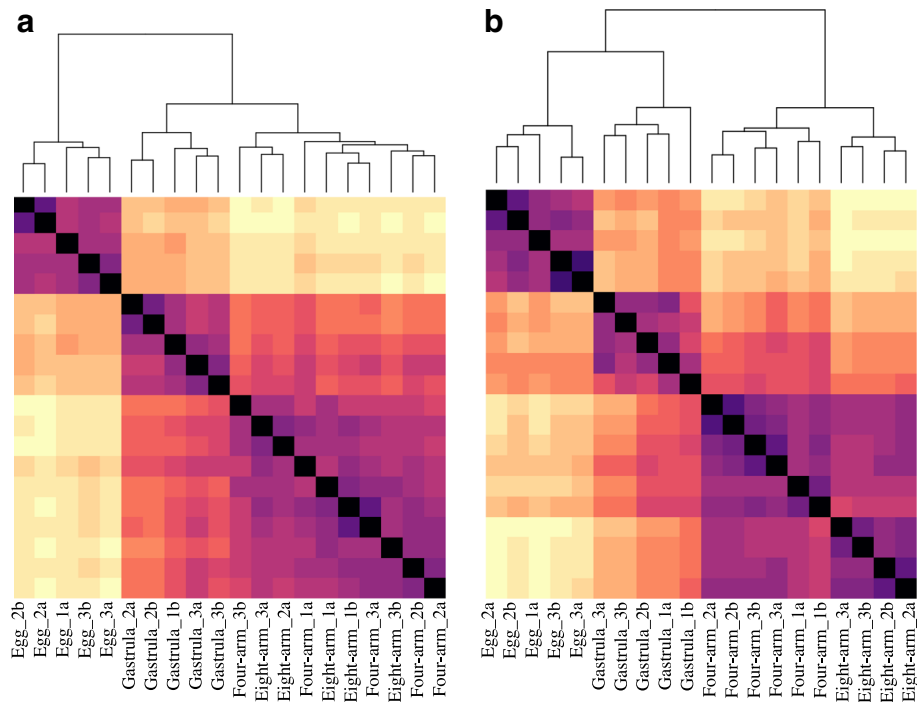 a
b
Egg_2b
Egg_2a
Egg_1a
Egg_3b
Egg_3a
Gastrula_2a
Gastrula_2b
Gastrula_1b
Gastrula_3a
Gastrula_3b
Four-arm_3b
Eight-arm_3a
Eight-arm_2a
Four-arm_1a
Eight-arm_1a
Eight-arm_1b
Four-arm_3a
Eight-arm_3b
Four-arm_2b
Four-arm_2a
Egg_2a
Egg_2b
Egg_1a
Egg_3b
Egg_3a
Gastrula_3a
Gastrula_3b
Gastrula_2b
Gastrula_1a
Gastrula_1b
Four-arm_2a
Four-arm_2b
Four-arm_3b
Four-arm_3a
Four-arm_1a
Four-arm_1b
Eight-arm_3a
Eight-arm_3b
Eight-arm_2b
Eight-arm_2a